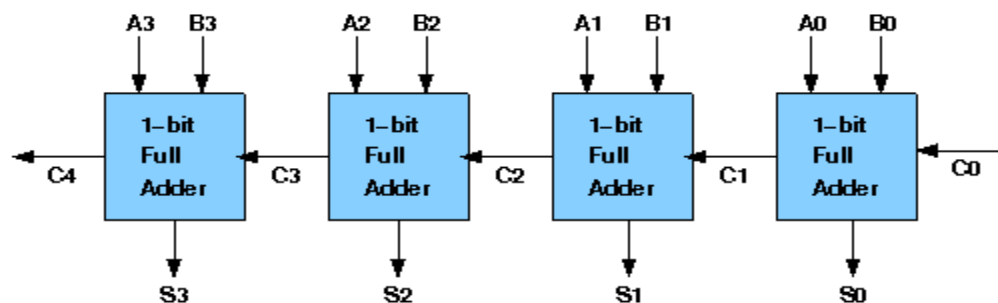 A3 B3 A2 B2 A1 B1 A0 B0
1-bit Full Adder
1-bit Full Adder
1-bit Full Adder
1-bit Full Adder
C4 C3 C2 C1 C0
S3 S2 S1 S0